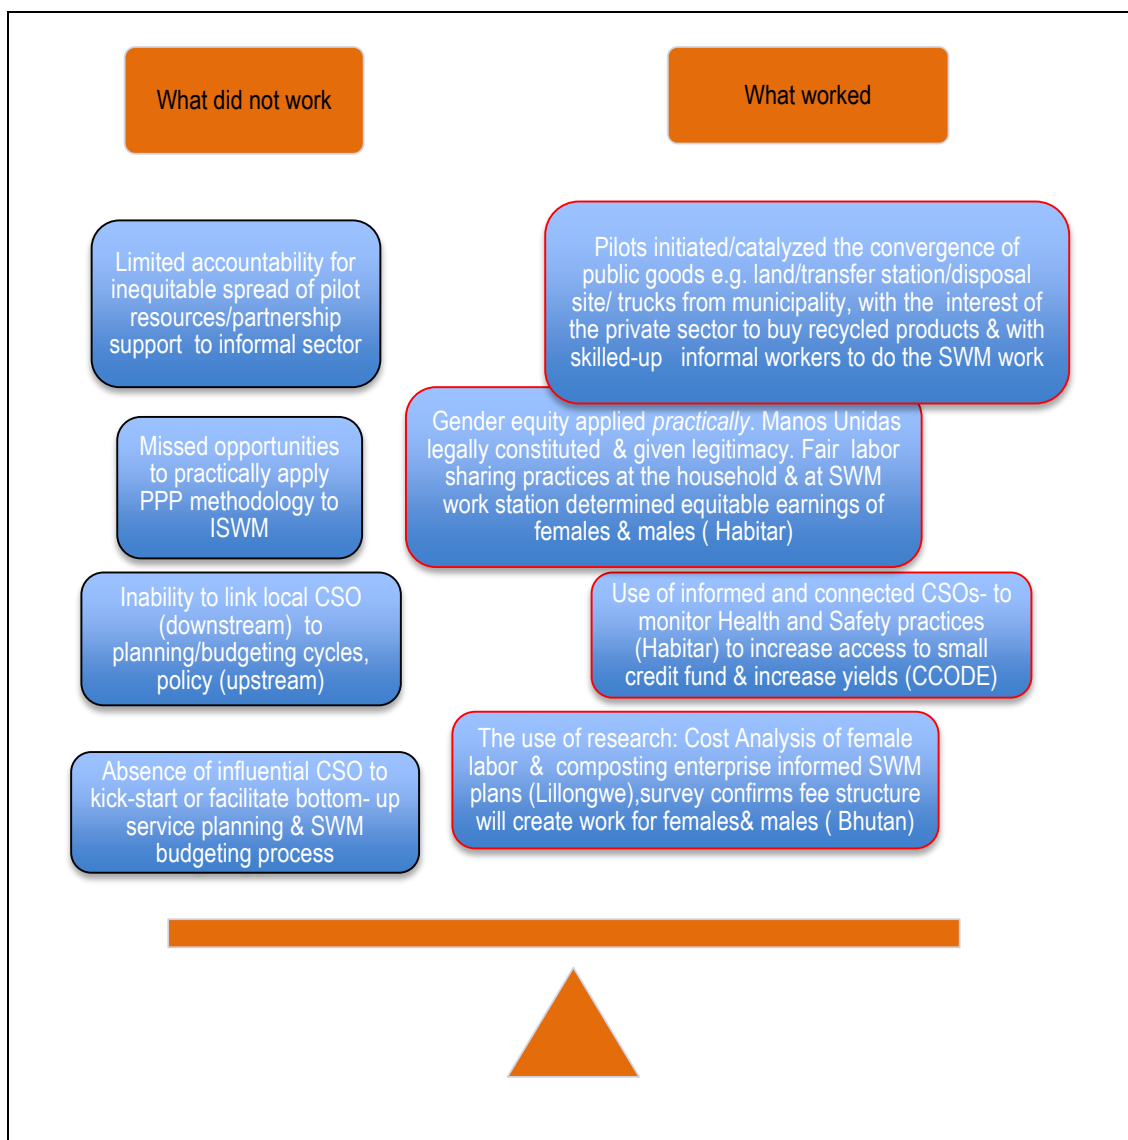 What did not work
What worked
Limited accountability for
inequitable spread of pilot
resources/partnership
support to informal sector
Missed opportunities
to practically apply
PPP methodology to
ISWM
Inability to link local CSO
(downstream) to
planning/budgeting cycles,
policy (upstream)
Absence of influential CSO to
kick-start or facilitate bottom- up
service planning & SWM
budgeting process
Pilots initiated/catalyzed the convergence of
public goods e.g. land/transfer station/disposal
site/ trucks from municipality, with the interest of
the private sector to buy recycled products & with
skilled-up informal workers to do the SWM work
Gender equity applied practically. Manos Unidas
legally constituted & given legitimacy. Fair labor
sharing practices at the household & at SWM
work station determined equitable earnings of
females & males ( Habitar)
Use of informed and connected CSOs- to
monitor Health and Safety practices
(Habitar) to increase access to small
credit fund & increase yields (CCODE)
The use of research: Cost Analysis of female
labor & composting enterprise informed SWM
plans (Lillongwe),survey confirms fee structure
will create work for females& males ( Bhutan)